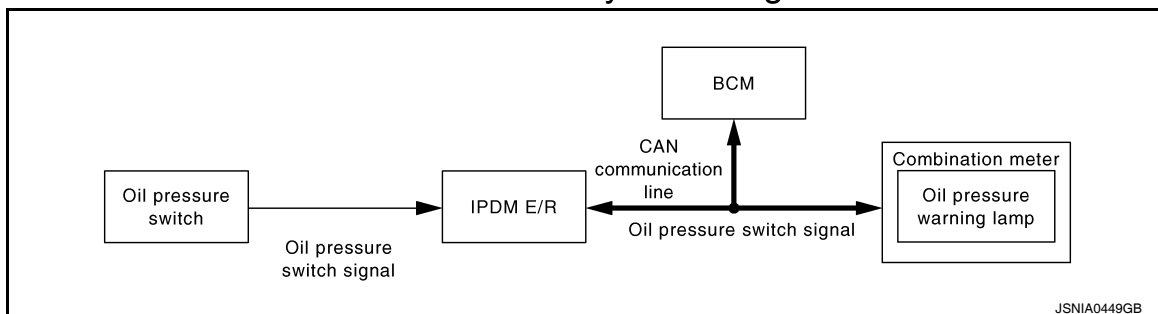 BCM
CAN
communication
line
Combination meter
Oil pressure
switch
IPDM E/R
Oil pressure
warning lamp
Oil pressure switch signal
Oil pressure
switch signal
JSNIA0449GB